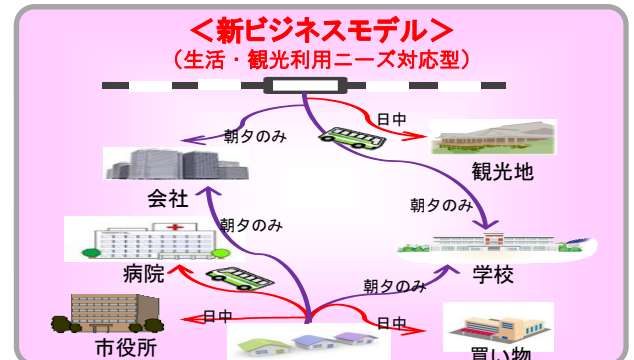 ＜新ビジネスモデル＞
（生活・観光利用ニーズ対応型）
日中
朝夕のみ
観光地
会社
朝夕のみ
朝夕のみ
病院
学校
朝夕のみ
日中
日中
市役所
買い物